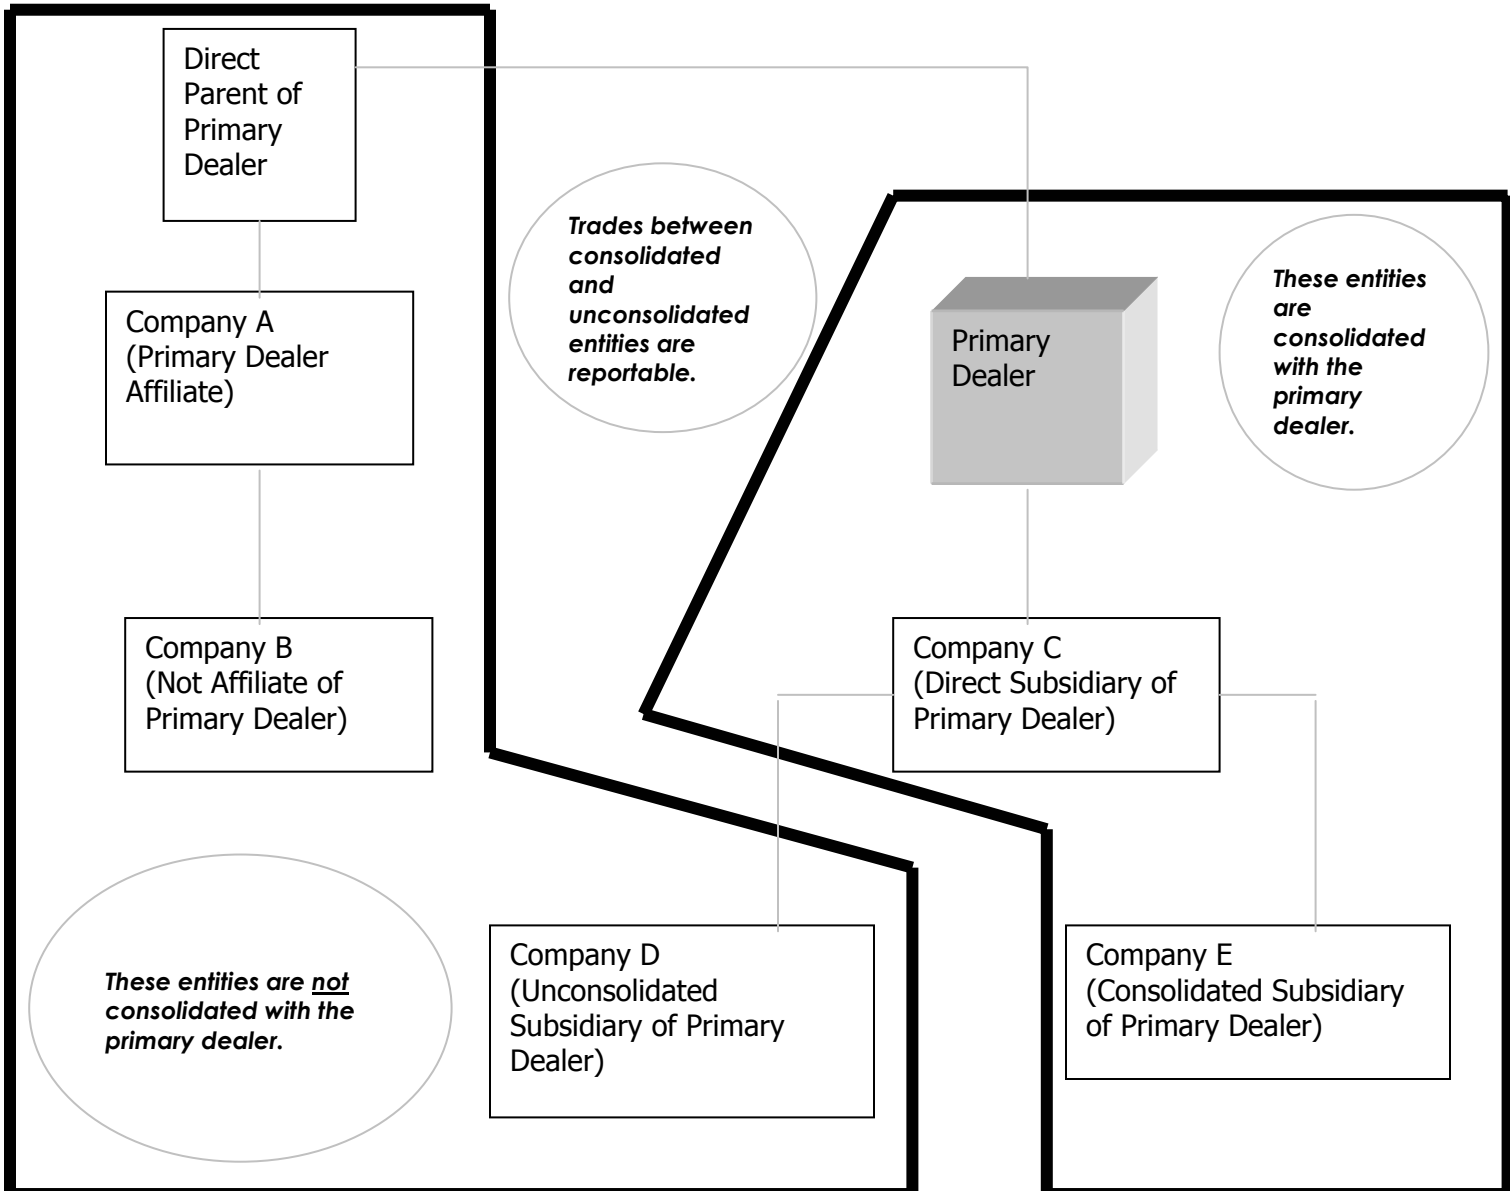 Direct
Parent of
Primary
Dealer
Trades between
consolidated
and
unconsolidated
entities are
reportable.
These entities
are
consolidated
with the
primary
dealer.
Company A
(Primary Dealer
Affiliate)
Primary
Dealer
Company B
(Not Affiliate of
Primary Dealer)
Company C
(Direct Subsidiary of
Primary Dealer)
These entities are not
consolidated with the
primary dealer.
Company D
(Unconsolidated
Subsidiary of Primary
Dealer)
Company E
(Consolidated Subsidiary
of Primary Dealer)